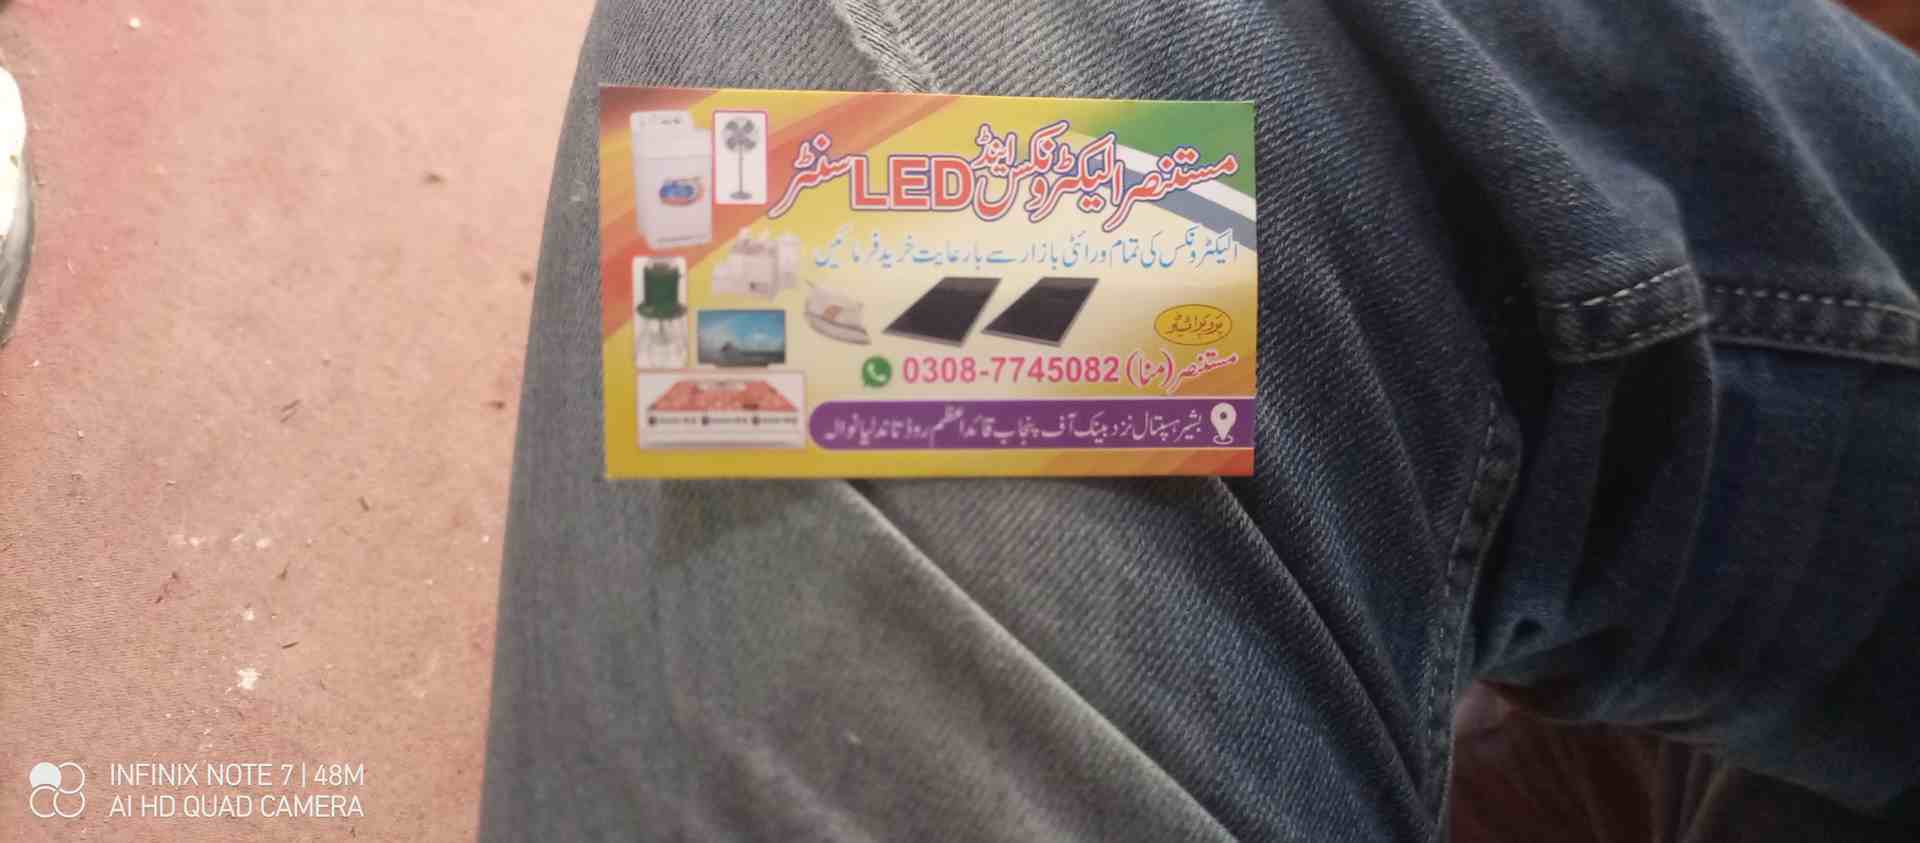 مستنصر الیکٹرونکس اینڈ LED سنٹر
الیکٹرونکس کی تمام ورائٹی بازار سے بارعایت خرید فرمائیں
پروپرائیٹر
مستنصر (منا) 0308-7745082
بشیر ہسپتال نزد بینک آف پنجاب قائداعظم روڈ تاندلیانوالہ
INFINIX NOTE 7 | 48M
AI HD QUAD CAMERA